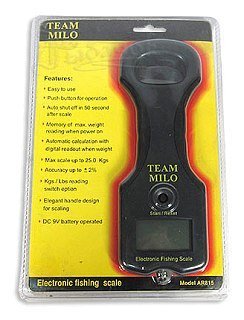 TEAM
MILO
Features:
Easy to use
Push-button for operation
Auto shut off in 50 second
after scale
Memory of max. weight
reading when power on
Automatic calculation with
digital readout when weight
Max scale up to 25.0 Kgs
Accuracy up to ± 2%
Kgs / Lbs reading
switch option
Elegant handle design
for scaling
DC 9V battery operated
TEAM
MILO
Start / Reset
Electronic Fishing Scale
Electronic fishing scale
Model AR815